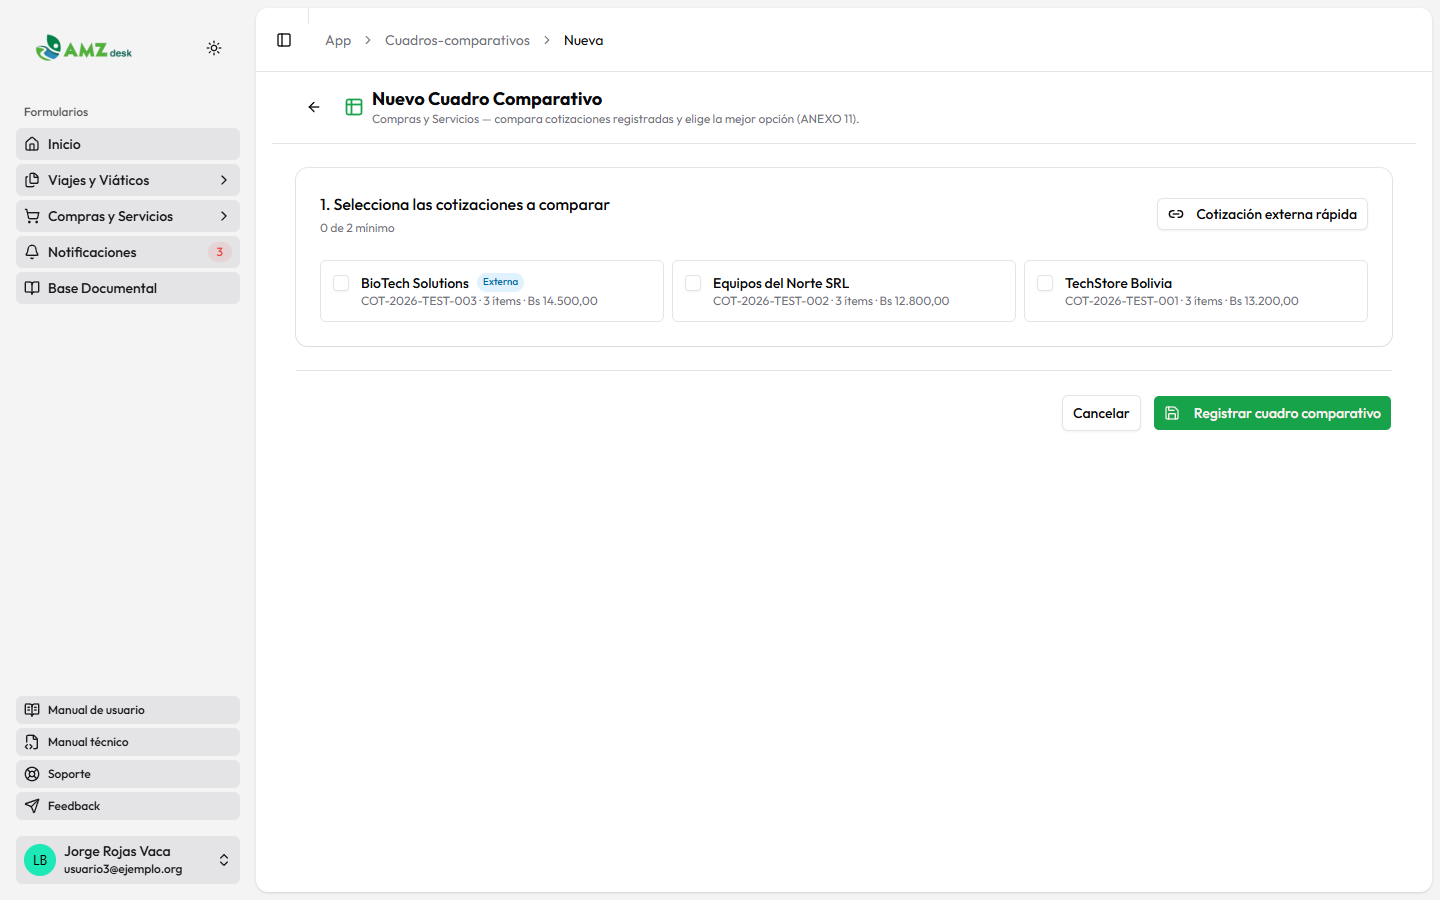 AMZ desk
Formularios
Inicio
Viajes y Viáticos
Compras y Servicios
Notificaciones 3
Base Documental
Manual de usuario
Manual técnico
Soporte
Feedback
LB
Jorge Rojas Vaca
usuario3@ejemplo.org
App > Cuadros-comparativos > Nueva
Nuevo Cuadro Comparativo
Compras y Servicios — compara cotizaciones registradas y elige la mejor opción (ANEXO 11).
1. Selecciona las cotizaciones a comparar
0 de 2 mínimo
Cotización externa rápida
BioTech Solutions Externa
COT-2026-TEST-003 · 3 ítems · Bs 14.500,00
Equipos del Norte SRL
COT-2026-TEST-002 · 3 ítems · Bs 12.800,00
TechStore Bolivia
COT-2026-TEST-001 · 3 ítems · Bs 13.200,00
Cancelar
Registrar cuadro comparativo